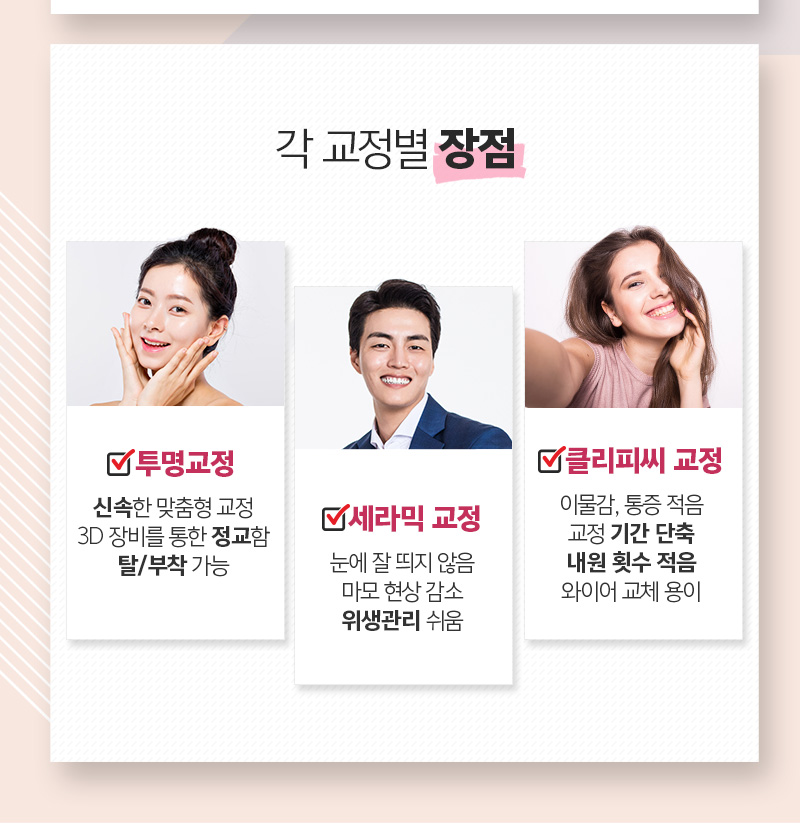 각 교정별 장점
투명교정
신속한 맞춤형 교정
3D 장비를 통한 정교함
탈/부착 가능
세라믹 교정
눈에 잘 띄지 않음
마모 현상 감소
위생관리 쉬움
클리피씨 교정
이물감, 통증 적음
교정 기간 단축
내원 횟수 적음
와이어 교체 용이